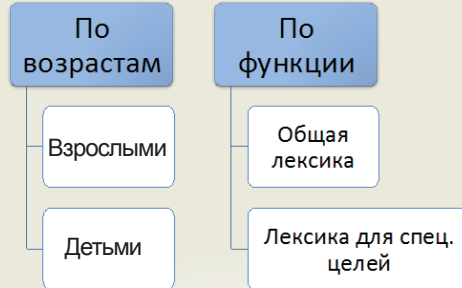 По
возрастам
Взрослыми
Детьми
По
функции
Общая
лексика
Лексика для спец.
целей